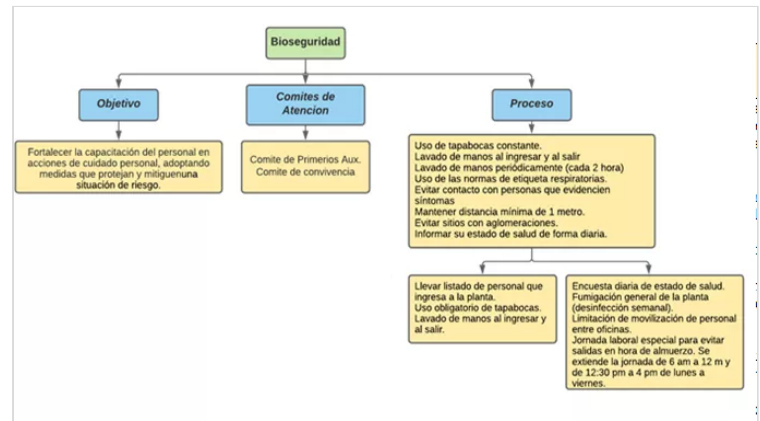 Bioseguridad
Objetivo
Comites de
Atencion
Proceso
Fortalecer la capacitación del personal en
acciones de cuidado personal, adoptando
medidas que protejan y mitiguenuna
situación de riesgo.
Comite de Primerios Aux.
Comite de convivencia
Uso de tapabocas constante.
Lavado de manos al ingresar y al salir
Lavado de manos periódicamente (cada 2 hora)
Uso de las normas de etiqueta respiratorias.
Evitar contacto con personas que evidencien
síntomas
Mantener distancia mínima de 1 metro.
Evitar sitios con aglomeraciones.
Informar su estado de salud de forma diaria.
Llevar listado de personal que
ingresa a la planta.
Uso obligatorio de tapabocas.
Lavado de manos al ingresar y
al salir.
Encuesta diaria de estado de salud.
Fumigación general de la planta
(desinfección semanal).
Limitación de movilización de personal
entre oficinas.
Jornada laboral especial para evitar
salidas en hora de almuerzo. Se
extiende la jornada de 6 am a 12 m y
de 12:30 pm a 4 pm de lunes a
viernes.